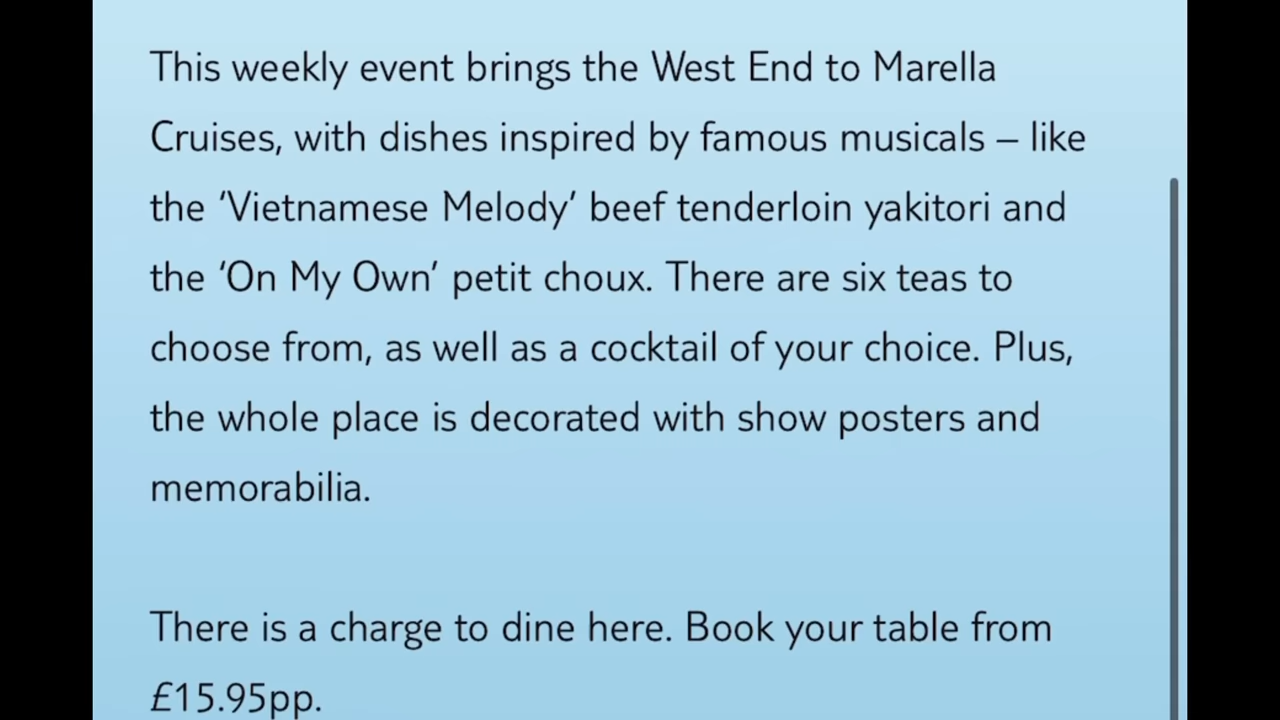 This weekly event brings the West End to Marella
Cruises, with dishes inspired by famous musicals – like
the ‘Vietnamese Melody’ beef tenderloin yakitori and
the ‘On My Own’ petit choux. There are six teas to
choose from, as well as a cocktail of your choice. Plus,
the whole place is decorated with show posters and
memorabilia.
There is a charge to dine here. Book your table from
£15.95pp.